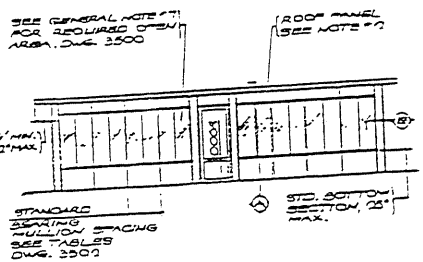 SEE GENERAL NOTE #7
FOR REQUIRED OPEN
AREA. DWG 3500
ROOF PANEL
SEE NOTE #2
MIN.
MAX.
DOOR
STANDARD
BEARING
MULLION SPACING
SEE TABLES
DWG. 3502
STD. BOTTOM
SECTION, 25"
MAX.
A